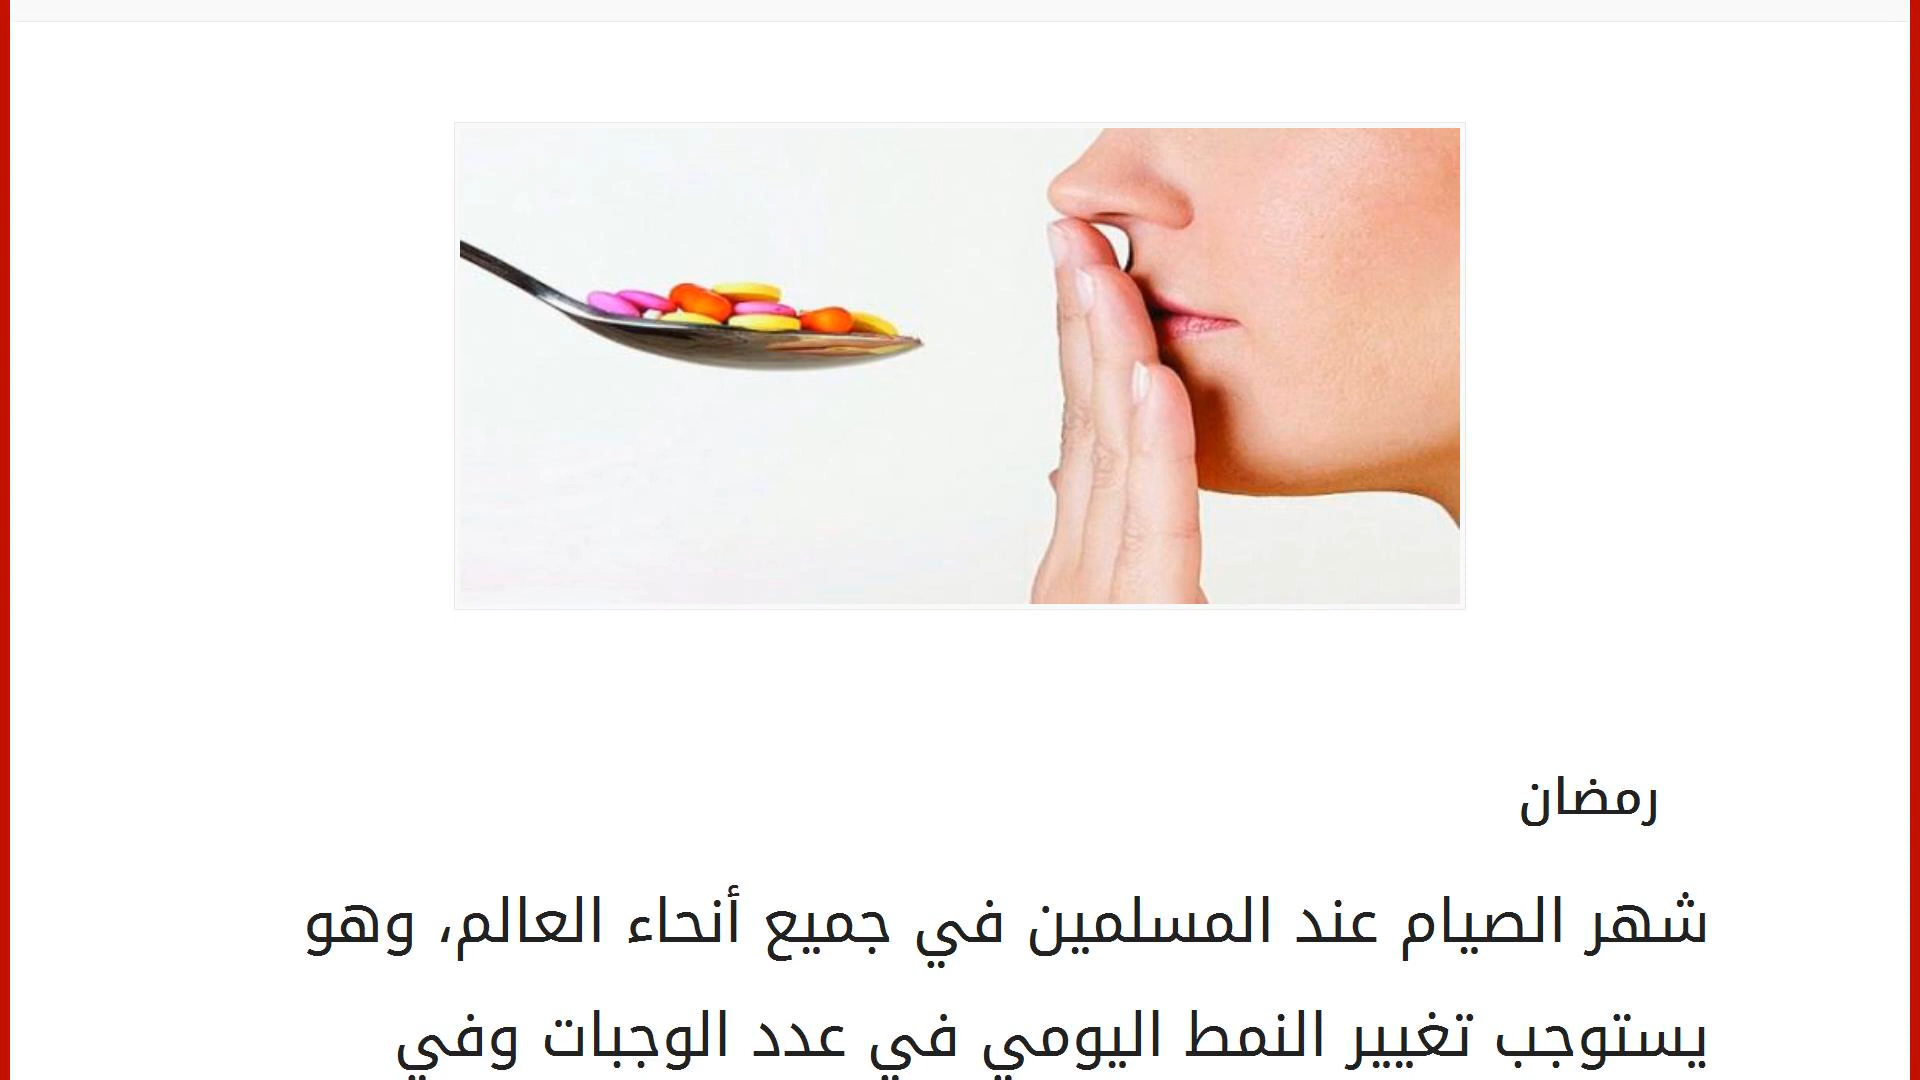 رمضان
شهر الصيام عند المسلمين في جميع أنحاء العالم، وهو
يستوجب تغيير النمط اليومي في عدد الوجبات وفي